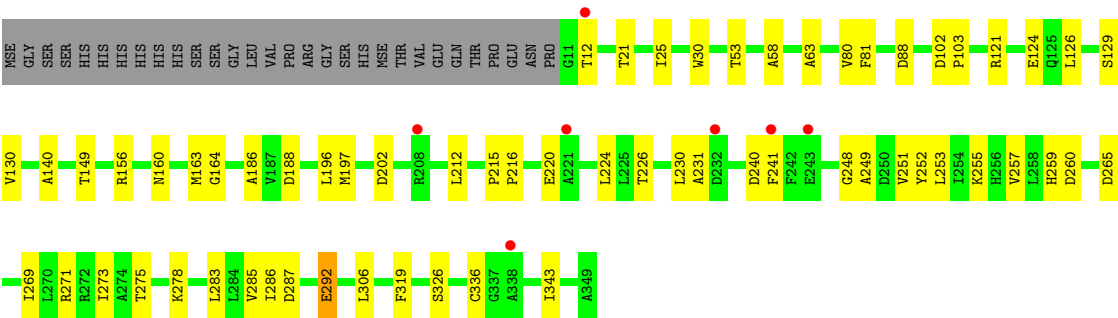 MSE GLY SER SER HIS HIS HIS HIS HIS HIS SER SER GLY LEU VAL PRO ARG GLY SER HIS MSE THR VAL GLU GLN THR PRO GLU ASN PRO G11 T12 T21 I25 W30 T53 A58 A63 V80 F81 D88 D102 P103 R121 E124 Q125 L126 S129
V130 A140 T149 R156 N160 M163 G164 A186 V187 D188 L196 M197 D202 R208 L212 P215 P216 E220 A221 L224 L225 T226 L230 A231 D232 D240 F241 F242 E243 G248 A249 D250 V251 Y252 L253 I254 K255 H256 V257 L258 H259 D260 D265
I269 L270 R271 R272 I273 A274 T275 K278 L283 L284 V285 I286 D287 E292 L306 F319 S326 C336 G337 A338 I343 A349